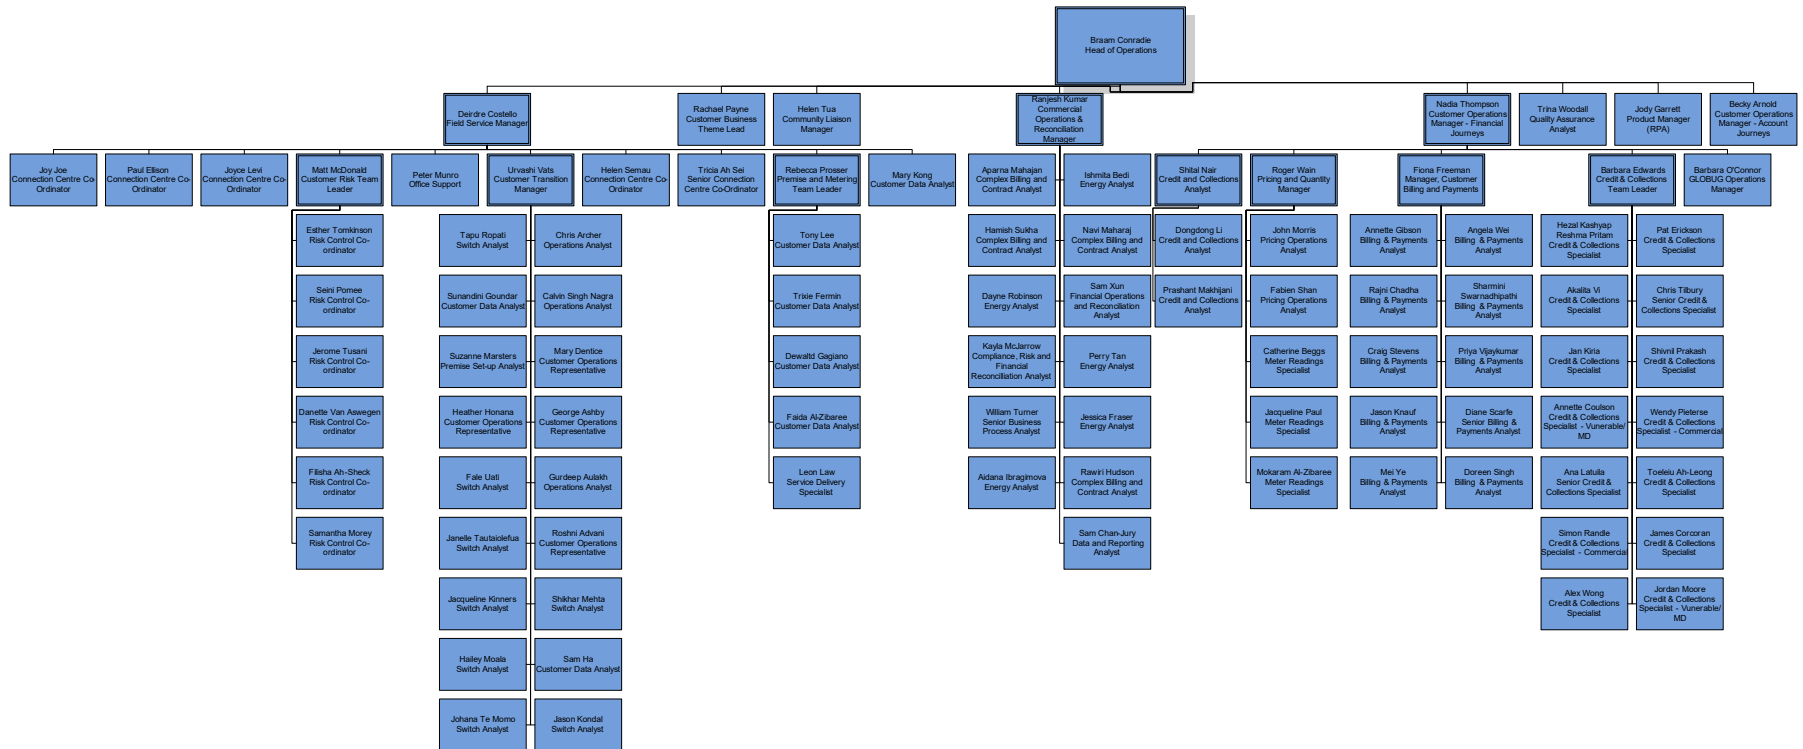 Braam Conradie
Head of Operations
Deirdre Costello
Field Service Manager
Rachael Payne
Customer Business
Theme Lead
Helen Tua
Community Liaison
Manager
Ranjesh Kumar
Commercial
Operations &
Reconciliation
Manager
Nadia Thompson
Customer Operations
Manager - Financial
Journeys
Trina Woodall
Quality Assurance
Analyst
Jody Garrett
Product Manager
(RPA)
Becky Arnold
Customer Operations
Manager - Account
Journeys
Joy Joe
Connection Centre Co-
Ordinator
Paul Ellison
Connection Centre Co-
Ordinator
Joyce Levi
Connection Centre Co-
Ordinator
Matt McDonald
Customer Risk Team
Leader
Peter Munro
Office Support
Urvashi Vats
Customer Transition
Manager
Helen Semau
Connection Centre Co-
Ordinator
Tricia Ah Sei
Senior Connection
Centre Co-Ordinator
Rebecca Prosser
Premise and Metering
Team Leader
Mary Kong
Customer Data Analyst
Aparna Mahajan
Complex Billing and
Contract Analyst
Ishmita Bedi
Energy Analyst
Shital Nair
Credit and Collections
Analyst
Roger Wain
Pricing and Quantity
Manager
Fiona Freeman
Manager, Customer
Billing and Payments
Barbara Edwards
Credit & Collections
Team Leader
Barbara O'Connor
GLOBUG Operations
Manager
Esther Tomkinson
Risk Control Co-
ordinator
Tapu Ropati
Switch Analyst
Chris Archer
Operations Analyst
Tony Lee
Customer Data Analyst
Hamish Sukha
Complex Billing and
Contract Analyst
Navi Maharaj
Complex Billing and
Contract Analyst
Dongdong Li
Credit and Collections
Analyst
John Morris
Pricing Operations
Analyst
Annette Gibson
Billing & Payments
Analyst
Angela Wei
Billing & Payments
Analyst
Hezal Kashyap
Reshma Pritam
Credit & Collections
Specialist
Pat Erickson
Credit & Collections
Specialist
Seini Pomee
Risk Control Co-
ordinator
Sunandini Goundar
Customer Data Analyst
Calvin Singh Nagra
Operations Analyst
Trixie Fermin
Customer Data Analyst
Dayne Robinson
Energy Analyst
Sam Xun
Financial Operations
and Reconciliation
Analyst
Prashant Makhijani
Credit and Collections
Analyst
Fabien Shan
Pricing Operations
Analyst
Rajni Chadha
Billing & Payments
Analyst
Sharmini
Swarnadhipathi
Billing & Payments
Analyst
Akalita Vi
Credit & Collections
Specialist
Chris Tilbury
Senior Credit &
Collections Specialist
Jerome Tusani
Risk Control Co-
ordinator
Suzanne Marsters
Premise Set-up Analyst
Mary Dentice
Customer Operations
Representative
Dewaltd Gagiano
Customer Data Analyst
Kayla McJarrow
Compliance, Risk and
Financial
Reconcilliation Analyst
Perry Tan
Energy Analyst
Catherine Beggs
Meter Readings
Specialist
Craig Stevens
Billing & Payments
Analyst
Priya Vijaykumar
Billing & Payments
Analyst
Jan Kiria
Credit & Collections
Specialist
Shivnil Prakash
Credit & Collections
Specialist
Danette Van Aswegen
Risk Control Co-
ordinator
Heather Honana
Customer Operations
Representative
George Ashby
Customer Operations
Representative
Faida Al-Zibaree
Customer Data Analyst
William Turner
Senior Business
Process Analyst
Jessica Fraser
Energy Analyst
Jacqueline Paul
Meter Readings
Specialist
Jason Knauf
Billing & Payments
Analyst
Diane Scarfe
Senior Billing &
Payments Analyst
Annette Coulson
Credit & Collections
Specialist - Vunerable/
MD
Wendy Pieterse
Credit & Collections
Specialist - Commercial
Filisha Ah-Sheck
Risk Control Co-
ordinator
Fale Uati
Switch Analyst
Gurdeep Aulakh
Operations Analyst
Leon Law
Service Delivery
Specialist
Aidana Ibragimova
Energy Analyst
Rawiri Hudson
Complex Billing and
Contract Analyst
Mokaram Al-Zibaree
Meter Readings
Specialist
Mei Ye
Billing & Payments
Analyst
Doreen Singh
Billing & Payments
Analyst
Ana Latuila
Senior Credit &
Collections Specialist
Toeleiu Ah-Leong
Credit & Collections
Specialist
Samantha Morey
Risk Control Co-
ordinator
Janelle Tautaiolefua
Switch Analyst
Roshni Advani
Customer Operations
Representative
Sam Chan-Jury
Data and Reporting
Analyst
Simon Randle
Credit & Collections
Specialist - Commercial
James Corcoran
Credit & Collections
Specialist
Jacqueline Kinners
Switch Analyst
Shikhar Mehta
Switch Analyst
Alex Wong
Credit & Collections
Specialist
Jordan Moore
Credit & Collections
Specialist - Vunerable/
MD
Hailey Moala
Switch Analyst
Sam Ha
Customer Data Analyst
Johana Te Momo
Switch Analyst
Jason Kondal
Switch Analyst